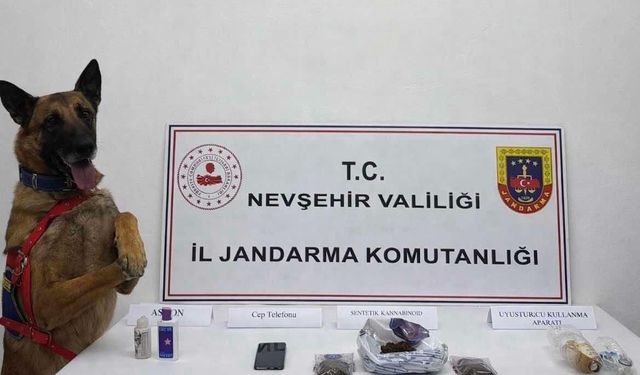 T.C.
NEVŞEHİR VALİLİĞİ
İL JANDARMA KOMUTANLIĞI
JANDARMA
Cep Telefonu
SENTETİK KANNABİNOİD
UYUŞTURUCU KULLANMA
APARATI